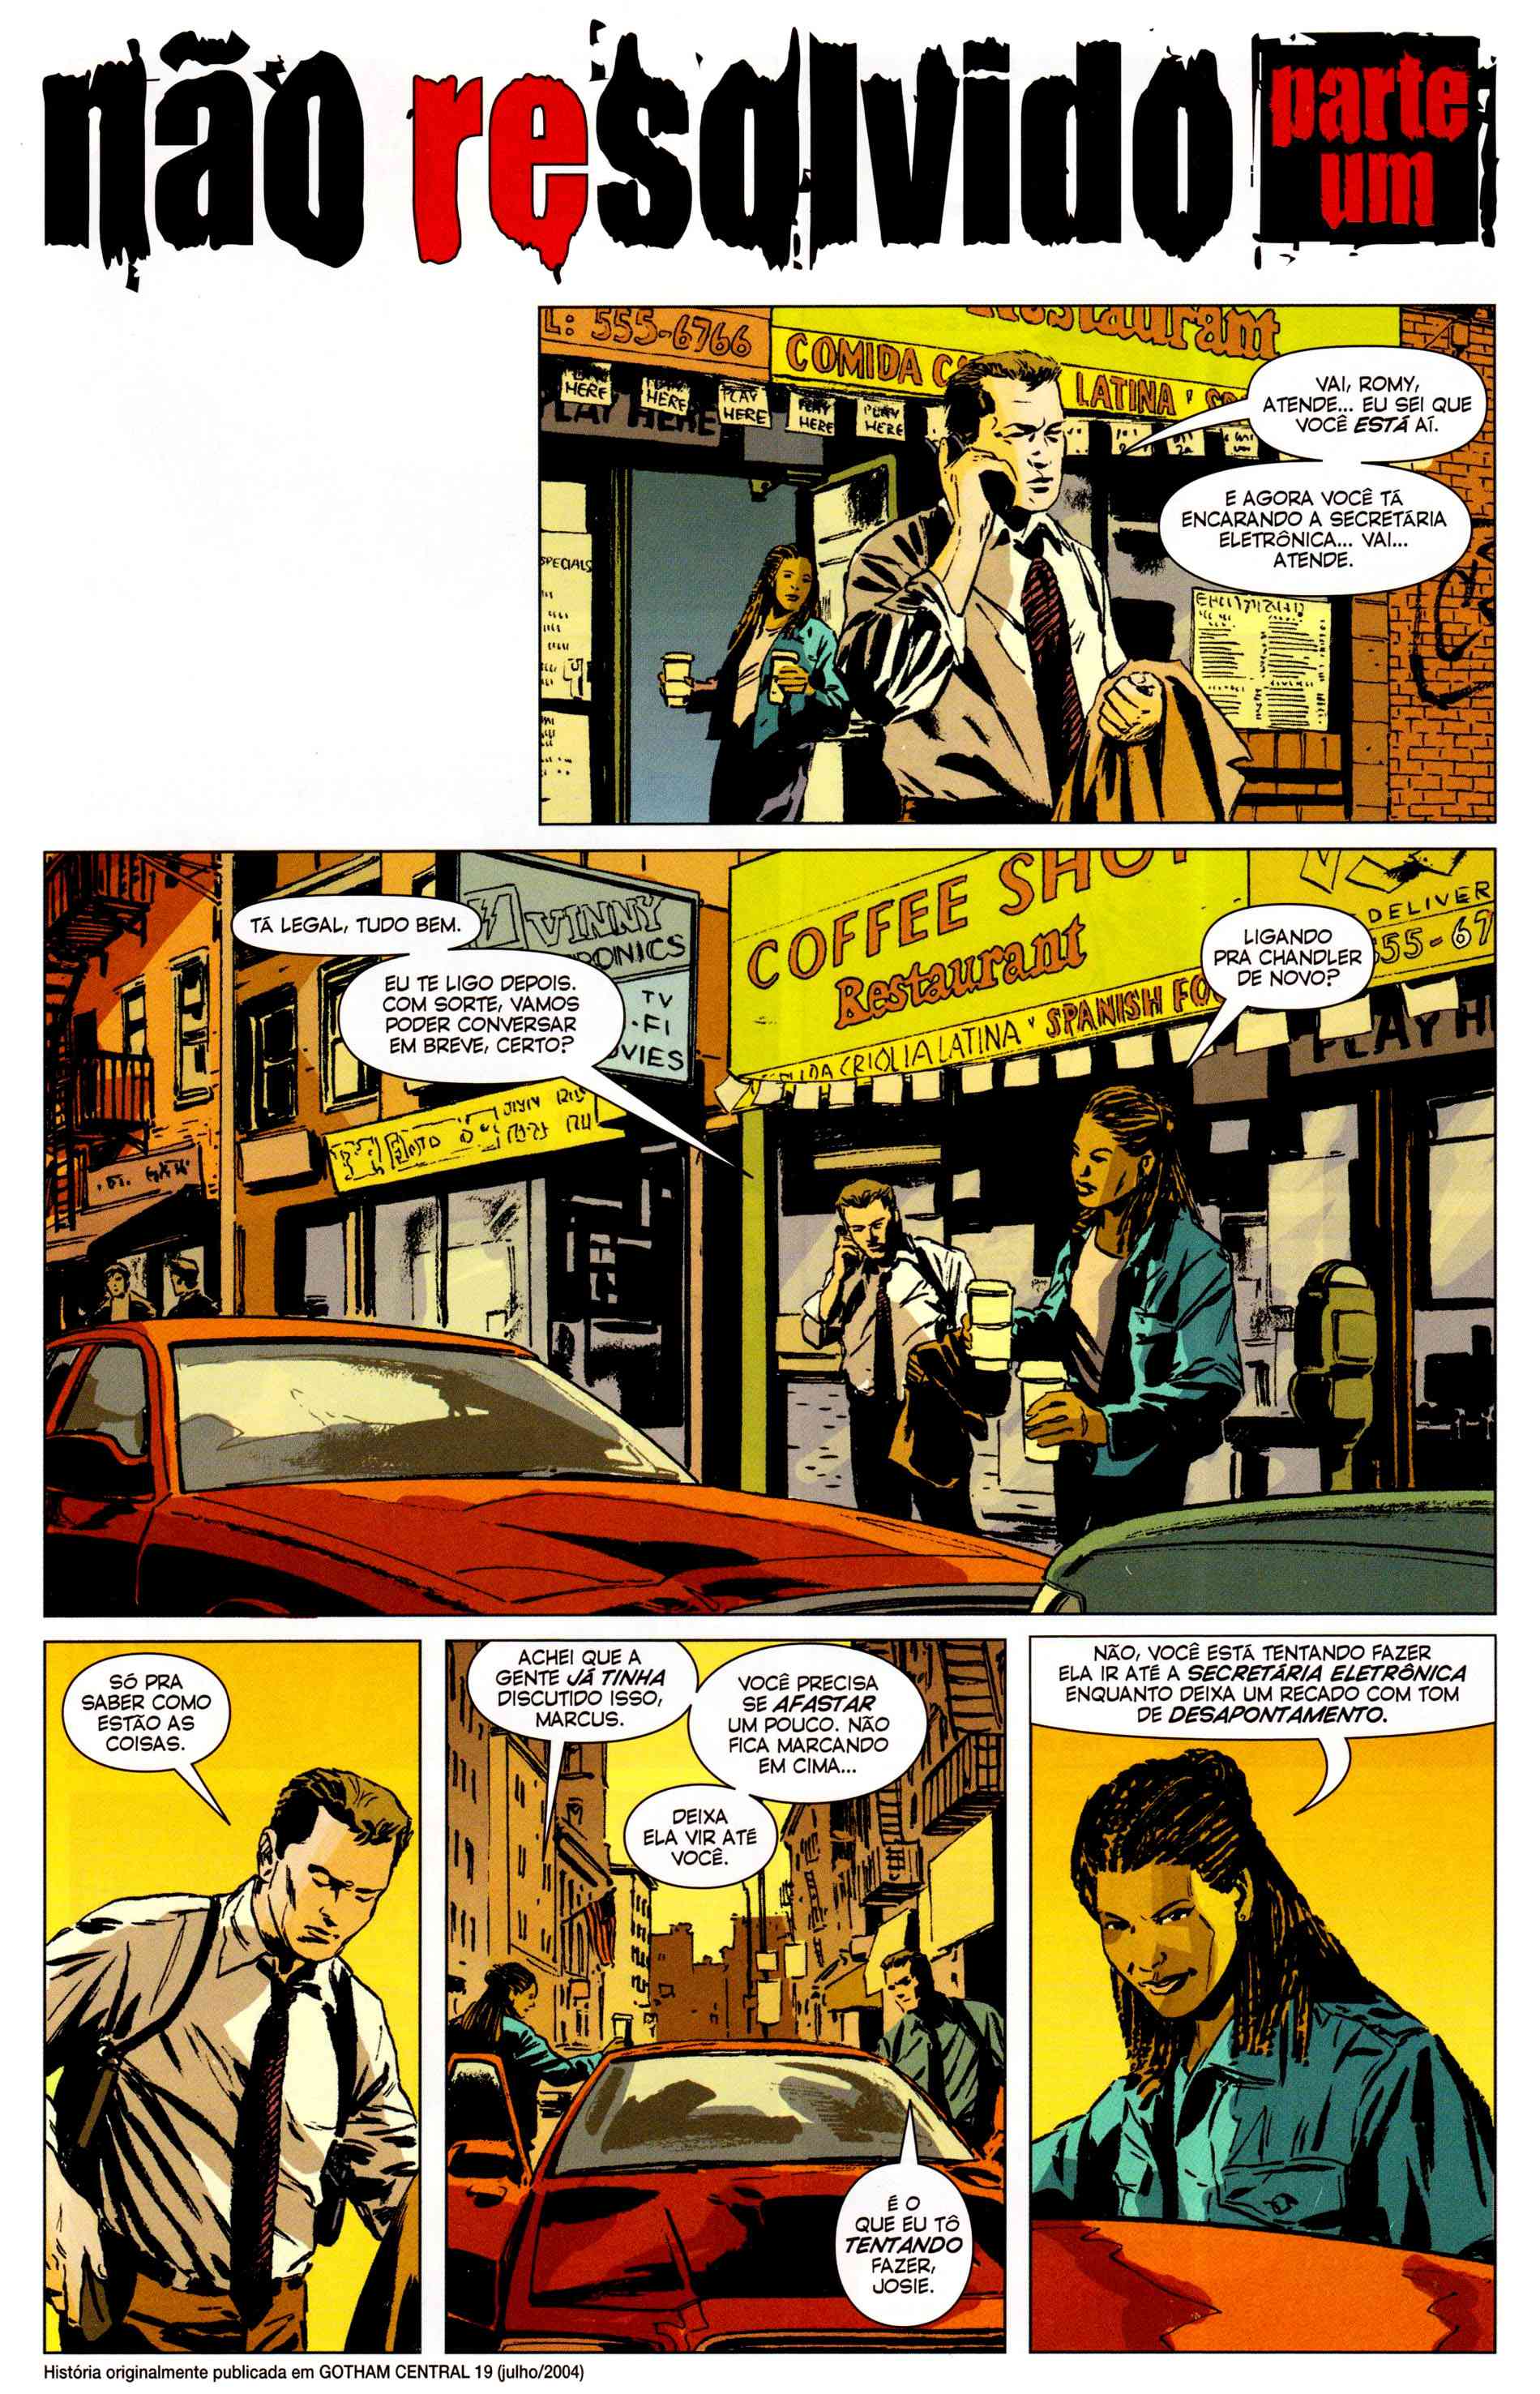 não resolvido
parte
um
L: 555-6766
Restaurant
COMIDA
LATINA
HERE
HERE
PLAY
HERE
PLAY
HERE
PLAY
HERE
PLAY HERE
SPECIALS
VAI, ROMY,
ATENDE... EU SEI QUE
VOCÊ ESTÁ AÍ.
E AGORA VOCÊ TÁ
ENCARANDO A SECRETÁRIA
ELETRÔNICA... VAI...
ATENDE.
TÁ LEGAL, TUDO BEM.
EU TE LIGO DEPOIS.
COM SORTE, VAMOS
PODER CONVERSAR
EM BREVE, CERTO?
VINNY
RONICS
TV
-FI
OVIES
COFFEE SHOP
Restaurant
CRIOLIA LATINA * SPANISH FO
DELIVER
555-67
PLAY H
LIGANDO
PRA CHANDLER
DE NOVO?
SÓ PRA
SABER COMO
ESTÃO AS
COISAS.
ACHEI QUE A
GENTE JÁ TINHA
DISCUTIDO ISSO,
MARCUS.
VOCÊ PRECISA
SE AFASTAR
UM POUCO. NÃO
FICA MARCANDO
EM CIMA...
DEIXA
ELA VIR ATÉ
VOCÊ.
É O
QUE EU TÔ
TENTANDO
FAZER,
JOSIE.
NÃO, VOCÊ ESTÁ TENTANDO FAZER
ELA IR ATÉ A SECRETÁRIA ELETRÔNICA
ENQUANTO DEIXA UM RECADO COM TOM
DE DESAPONTAMENTO.
História originalmente publicada em GOTHAM CENTRAL 19 (julho/2004)